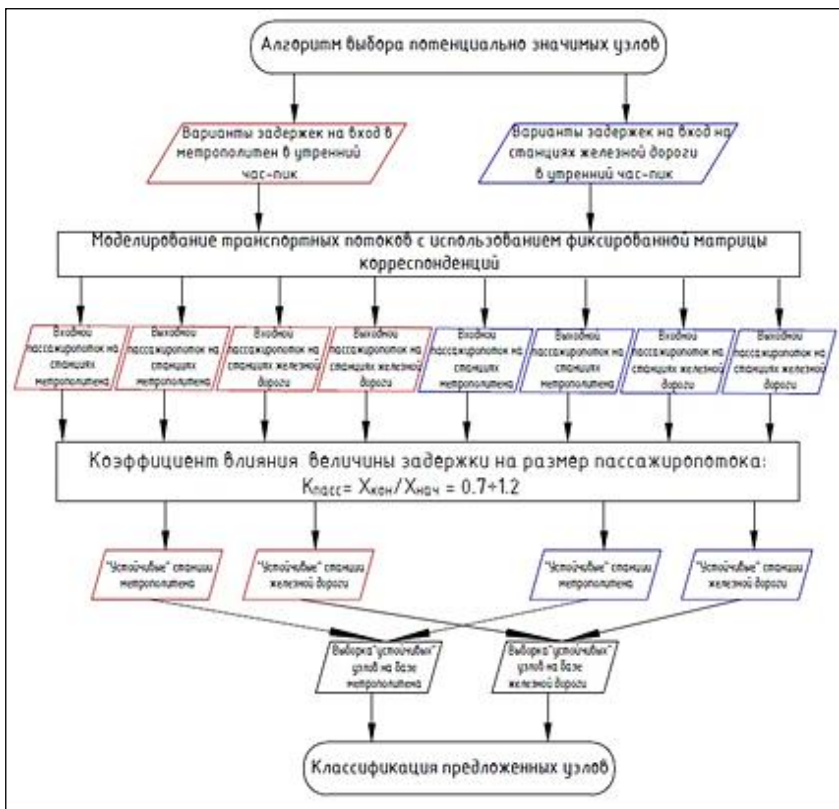 Алгоритм выбора потенциально значимых узлов
Варианты задержек на вход в
метрополитен в утренний
час-пик
Варианты задержек на вход на
станциях железной дороги
в утренний час-пик
Моделирование транспортных потоков с использованием фиксированной матрицы
корреспонденций
Входной
пассажиропоток на
станциях
метрополитена
Выходной
пассажиропоток на
станциях
метрополитена
Входной
пассажиропоток на
станциях железной
дороги
Выходной
пассажиропоток на
станциях железной
дороги
Входной
пассажиропоток на
станциях
метрополитена
Выходной
пассажиропоток на
станциях
метрополитена
Входной
пассажиропоток на
станциях железной
дороги
Выходной
пассажиропоток на
станциях железной
дороги
Коэффициент влияния величины задержки на размер пассажиропотока:
Kпасс= Xкон/Xнач = 0.7÷1.2
"Устойчивые" станции
метрополитена
"Устойчивые" станции
железной дороги
"Устойчивые" станции
метрополитена
"Устойчивые" станции
железной дороги
Выборка "устойчивых"
узлов на базе
метрополитена
Выборка "устойчивых"
узлов на базе
железной дороги
Классификация предложенных узлов